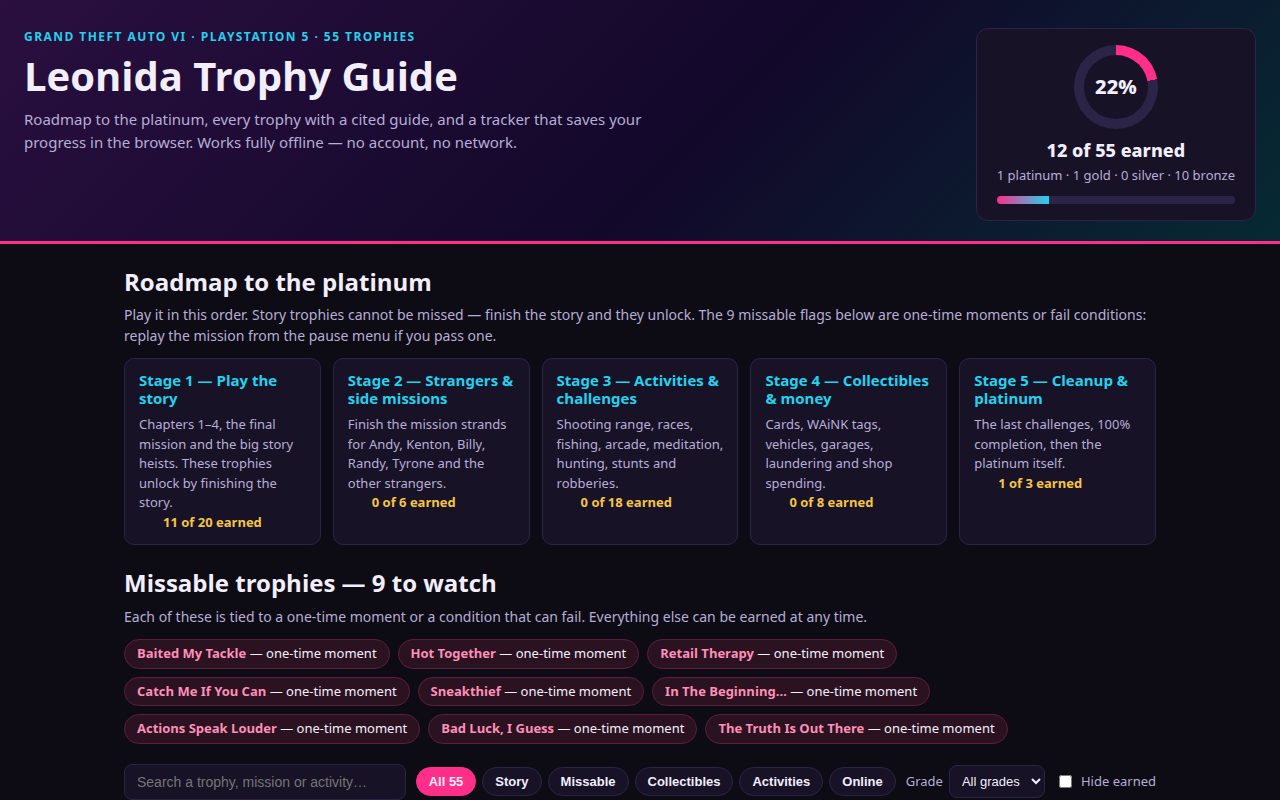 GRAND THEFT AUTO VI · PLAYSTATION 5 · 55 TROPHIES
Leonida Trophy Guide
Roadmap to the platinum, every trophy with a cited guide, and a tracker that saves your
progress in the browser. Works fully offline — no account, no network.
22%
12 of 55 earned
1 platinum · 1 gold · 0 silver · 10 bronze
Roadmap to the platinum
Play it in this order. Story trophies cannot be missed — finish the story and they unlock. The 9 missable flags below are one-time moments or fail conditions:
replay the mission from the pause menu if you pass one.
Stage 1 — Play the
story
Chapters 1–4, the final
mission and the big story
heists. These trophies
unlock by finishing the
story.
11 of 20 earned
Stage 2 — Strangers &
side missions
Finish the mission strands
for Andy, Kenton, Billy,
Randy, Tyrone and the
other strangers.
0 of 6 earned
Stage 3 — Activities &
challenges
Shooting range, races,
fishing, arcade, meditation,
hunting, stunts and
robberies.
0 of 18 earned
Stage 4 — Collectibles
& money
Cards, WAiNK tags,
vehicles, garages,
laundering and shop
spending.
0 of 8 earned
Stage 5 — Cleanup &
platinum
The last challenges, 100%
completion, then the
platinum itself.
1 of 3 earned
Missable trophies — 9 to watch
Each of these is tied to a one-time moment or a condition that can fail. Everything else can be earned at any time.
Baited My Tackle — one-time moment
Hot Together — one-time moment
Retail Therapy — one-time moment
Catch Me If You Can — one-time moment
Sneakthief — one-time moment
In The Beginning... — one-time moment
Actions Speak Louder — one-time moment
Bad Luck, I Guess — one-time moment
The Truth Is Out There — one-time moment
Search a trophy, mission or activity…
All 55
Story
Missable
Collectibles
Activities
Online
Grade
All grades
Hide earned